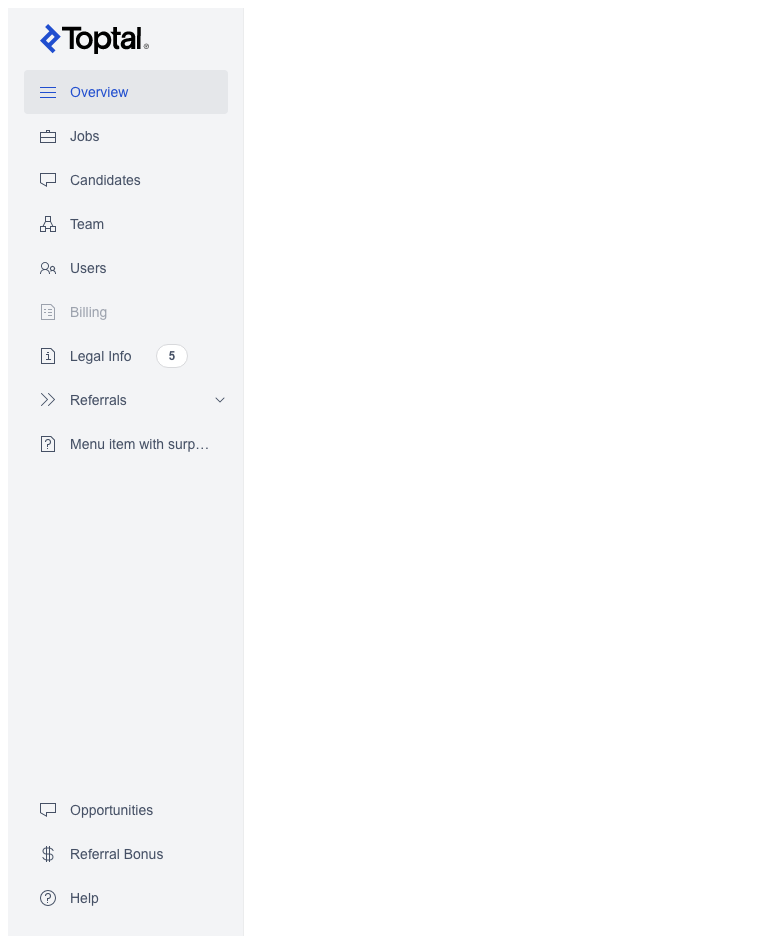 Toptal®
Overview
Jobs
Candidates
Team
Users
Billing
Legal Info 5
Referrals
Menu item with surp…
Opportunities
Referral Bonus
Help